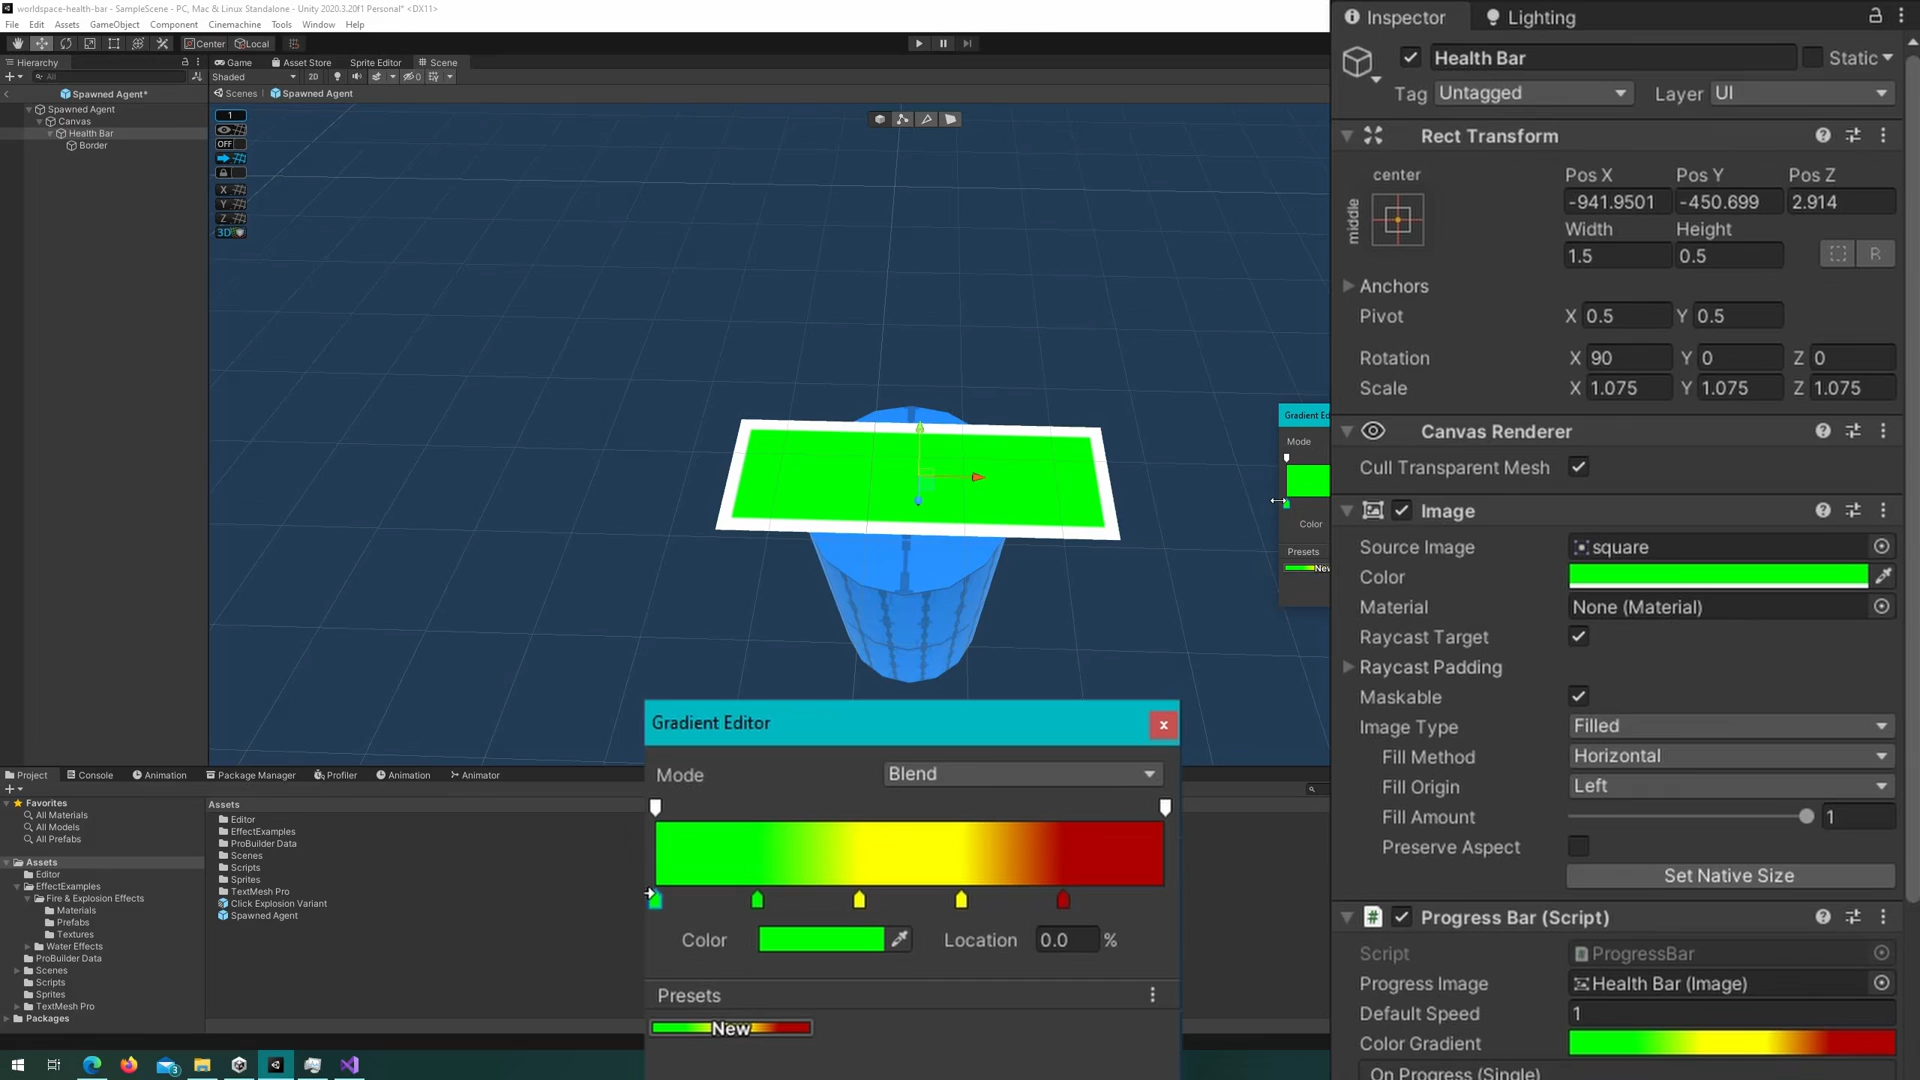 worldspace-health-bar - SampleScene - PC, Mac & Linux Standalone - Unity 2020.3.20f1 Personal* <DX11>
File Edit Assets GameObject Component Cinemachine Tools Window Help
Center Local
Hierarchy
All
Spawned Agent*
Spawned Agent
Canvas
Health Bar
Border
Game Asset Store Sprite Editor Scene
Shaded 2D 0
Scenes Spawned Agent
1
OFF
X
Y
Z
3D
Gradient Ed
Mode
Color
Presets
New
Gradient Editor
x
Mode Blend
Color Location 0.0 %
Presets
New
Project Console Animation Package Manager Profiler Animation Animator
Favorites
All Materials
All Models
All Prefabs
Assets
Editor
EffectExamples
Fire & Explosion Effects
Materials
Prefabs
Textures
Water Effects
ProBuilder Data
Scenes
Scripts
Sprites
TextMesh Pro
Packages
Assets
Editor
EffectExamples
ProBuilder Data
Scenes
Scripts
Sprites
TextMesh Pro
Click Explosion Variant
Spawned Agent
3
Inspector Lighting
Health Bar Static
Tag Untagged Layer UI
Rect Transform
center Pos X Pos Y Pos Z
middle -941.9501 -450.699 2.914
Width Height
1.5 0.5 R
Anchors
Pivot X 0.5 Y 0.5
Rotation X 90 Y 0 Z 0
Scale X 1.075 Y 1.075 Z 1.075
Canvas Renderer
Cull Transparent Mesh
Image
Source Image square
Color
Material None (Material)
Raycast Target
Raycast Padding
Maskable
Image Type Filled
Fill Method Horizontal
Fill Origin Left
Fill Amount 1
Preserve Aspect
Set Native Size
# Progress Bar (Script)
Script ProgressBar
Progress Image Health Bar (Image)
Default Speed 1
Color Gradient
On Progress (Single)